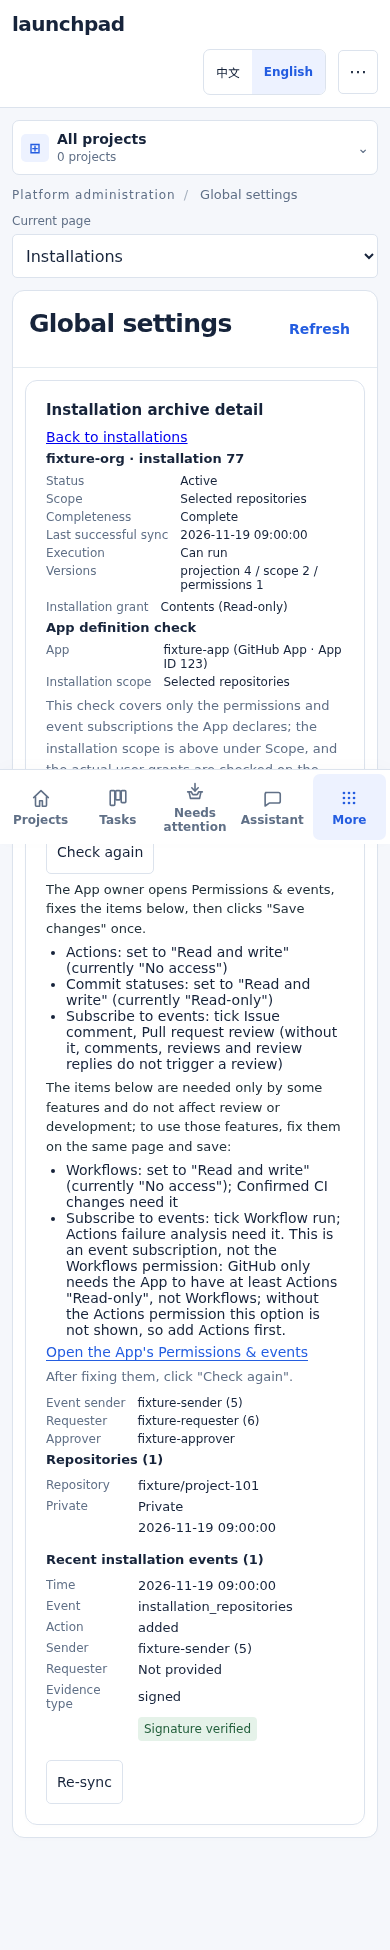 launchpad
中文 English ⋯
All projects
0 projects
Platform administration / Global settings
Current page
Installations
Global settings
Refresh
Installation archive detail
Back to installations
fixture-org · installation 77
Status Active
Scope Selected repositories
Completeness Complete
Last successful sync 2026-11-19 09:00:00
Execution Can run
Versions projection 4 / scope 2 /
permissions 1
Installation grant Contents (Read-only)
App definition check
App fixture-app (GitHub App · App
ID 123)
Installation scope Selected repositories
This check covers only the permissions and
event subscriptions the App declares; the
installation scope is above under Scope, and
the actual user grants are checked on the
Projects
Tasks
Needs
attention
Assistant
More
Check again
The App owner opens Permissions & events,
fixes the items below, then clicks "Save
changes" once.
• Actions: set to "Read and write"
(currently "No access")
• Commit statuses: set to "Read and
write" (currently "Read-only")
• Subscribe to events: tick Issue
comment, Pull request review (without
it, comments, reviews and review
replies do not trigger a review)
The items below are needed only by some
features and do not affect review or
development; to use those features, fix them
on the same page and save:
• Workflows: set to "Read and write"
(currently "No access"); Confirmed CI
changes need it
• Subscribe to events: tick Workflow run;
Actions failure analysis need it. This is
an event subscription, not the
Workflows permission: GitHub only
needs the App to have at least Actions
"Read-only", not Workflows; without
the Actions permission this option is
not shown, so add Actions first.
Open the App's Permissions & events
After fixing them, click "Check again".
Event sender fixture-sender (5)
Requester fixture-requester (6)
Approver fixture-approver
Repositories (1)
Repository fixture/project-101
Private Private
2026-11-19 09:00:00
Recent installation events (1)
Time 2026-11-19 09:00:00
Event installation_repositories
Action added
Sender fixture-sender (5)
Requester Not provided
Evidence
type signed
Signature verified
Re-sync